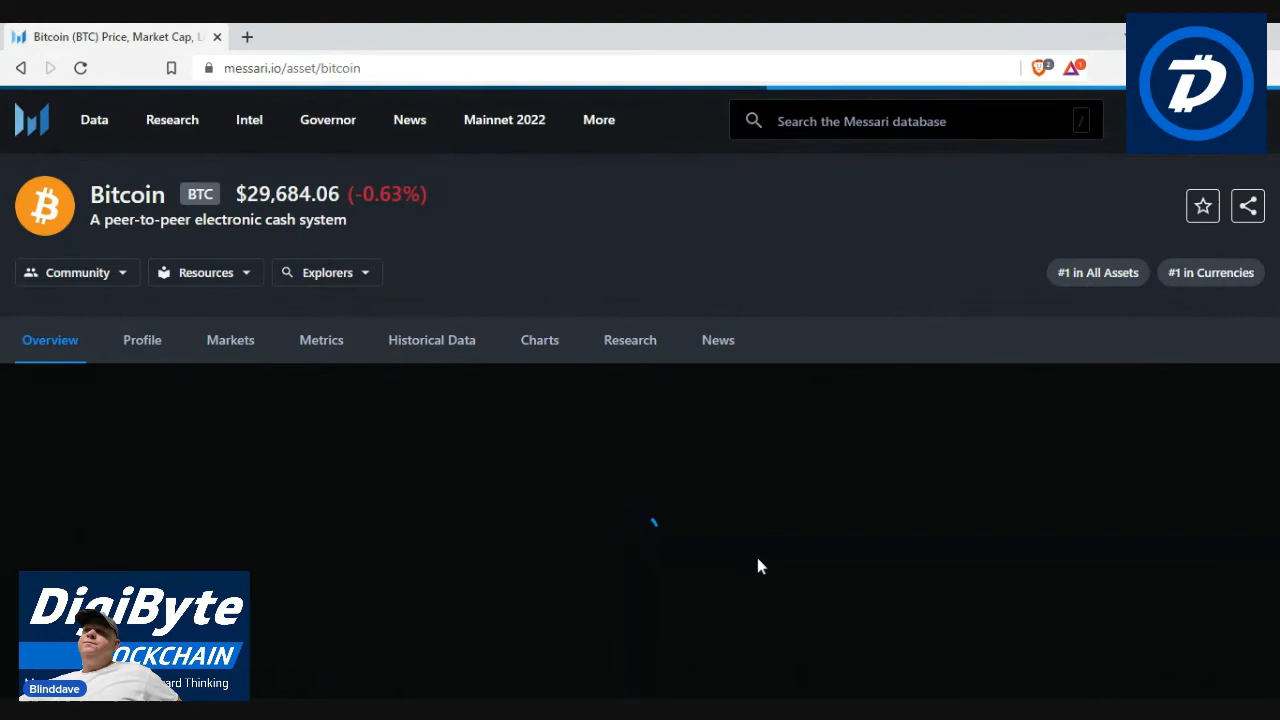 Bitcoin (BTC) Price, Market Cap, L
messari.io/asset/bitcoin
2
1
Data Research Intel Governor News Mainnet 2022 More
Search the Messari database /
Bitcoin BTC $29,684.06 (-0.63%)
A peer-to-peer electronic cash system
Community Resources Explorers
#1 in All Assets #1 in Currencies
Overview Profile Markets Metrics Historical Data Charts Research News
DigiByte
OCKCHAIN
ard Thinking
Blinddave